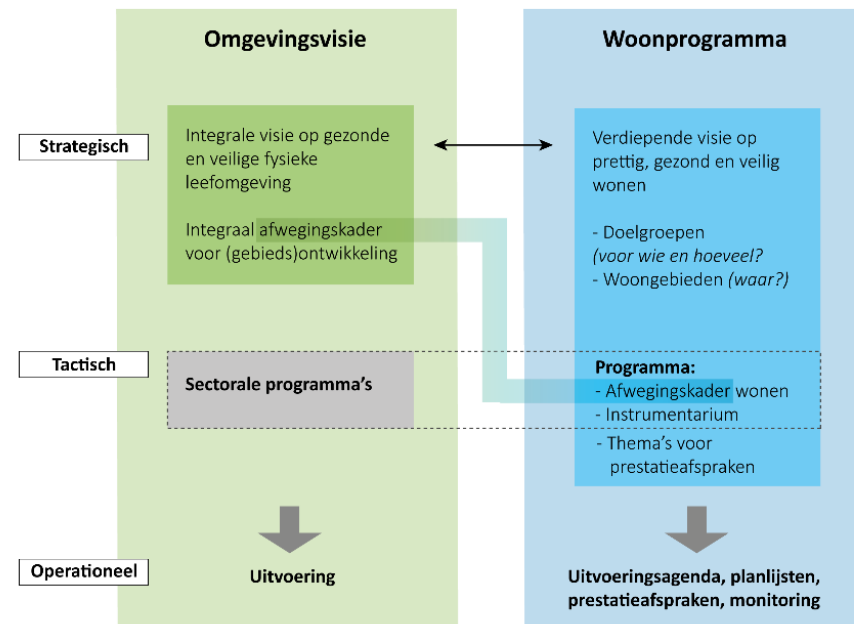 Omgevingsvisie
Woonprogramma
Strategisch
Integrale visie op gezonde
en veilige fysieke
leefomgeving
Integraal afwegingskader
voor (gebieds)ontwikkeling
Verdiepende visie op
prettig, gezond en veilig
wonen
- Doelgroepen
(voor wie en hoeveel?
- Woongebieden (waar?)
Tactisch
Sectorale programma's
Programma:
- Afwegingskader wonen
- Instrumentarium
- Thema's voor
prestatieafspraken
Operationeel
Uitvoering
Uitvoeringsagenda, planlijsten,
prestatieafspraken, monitoring